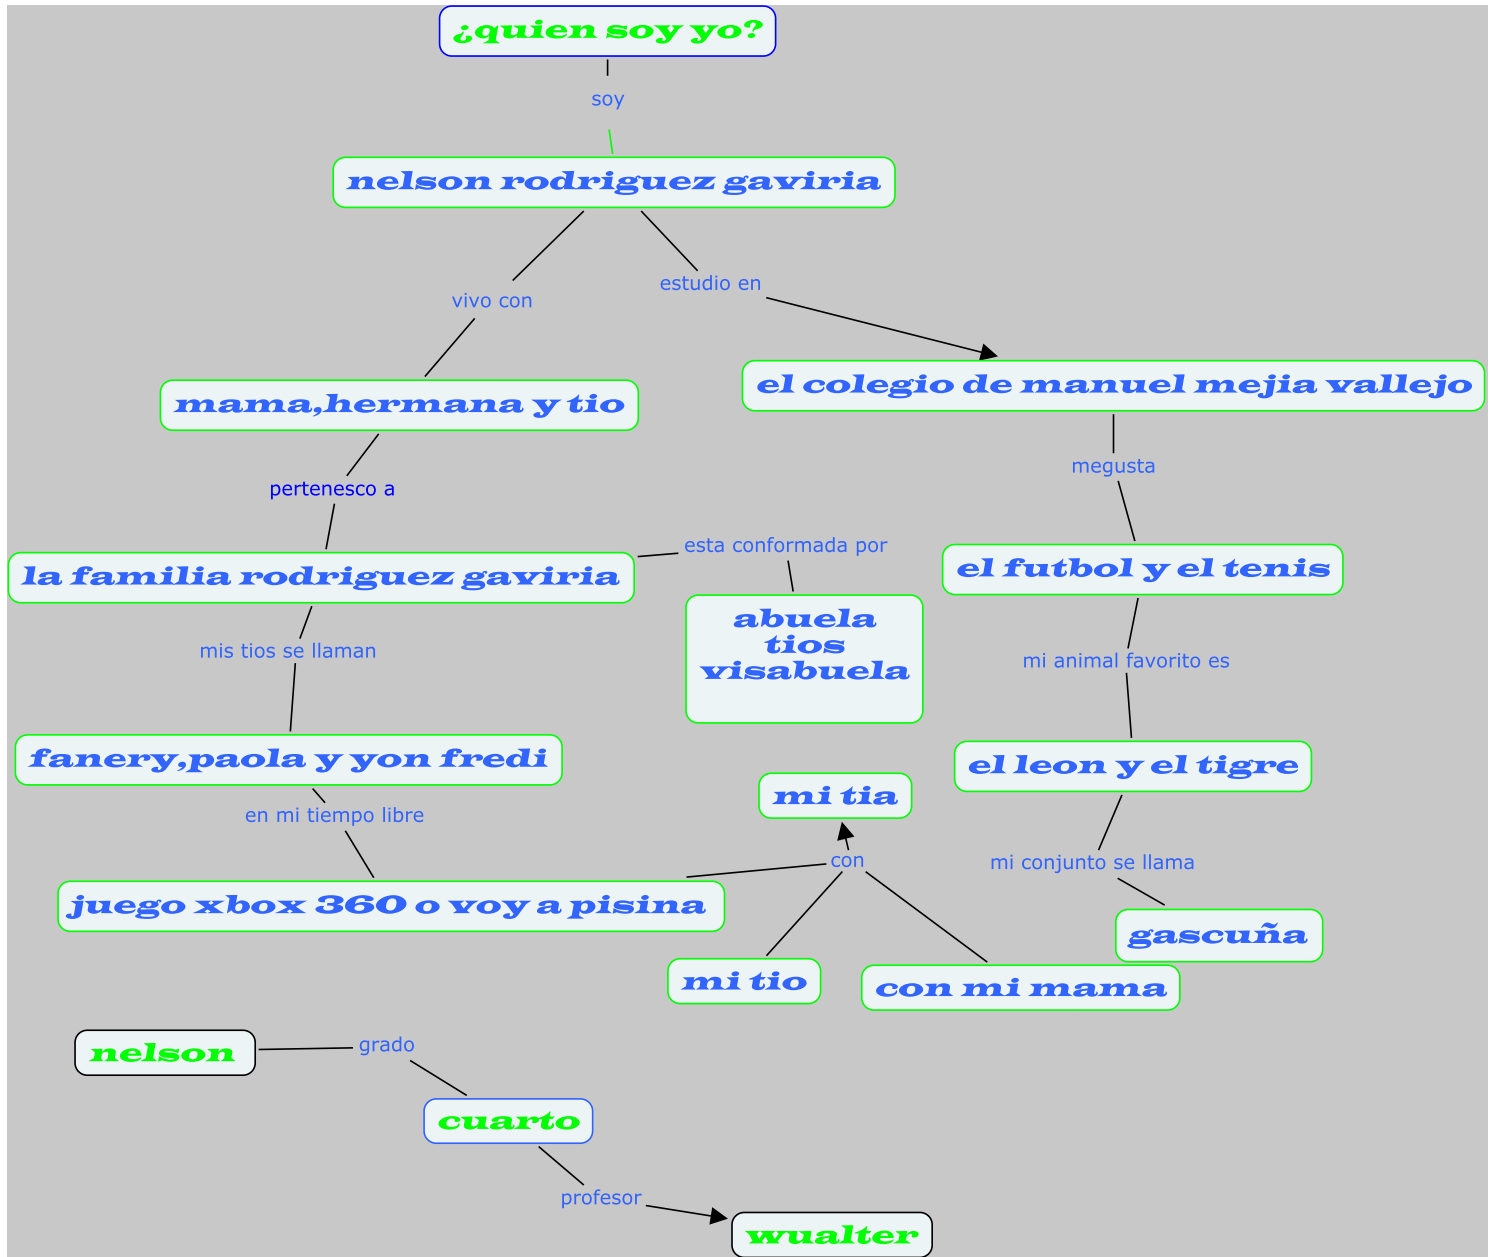 ¿quien soy yo?
soy
nelson rodriguez gaviria
vivo con
estudio en
mama,hermana y tio
el colegio de manuel mejia vallejo
pertenesco a
megusta
la familia rodriguez gaviria
esta conformada por
el futbol y el tenis
abuela
tios
visabuela
mis tios se llaman
mi animal favorito es
fanery,paola y yon fredi
el leon y el tigre
en mi tiempo libre
mi tia
con
mi conjunto se llama
juego xbox 360 o voy a pisina
gascuña
mi tio
con mi mama
nelson
grado
cuarto
profesor
wualter